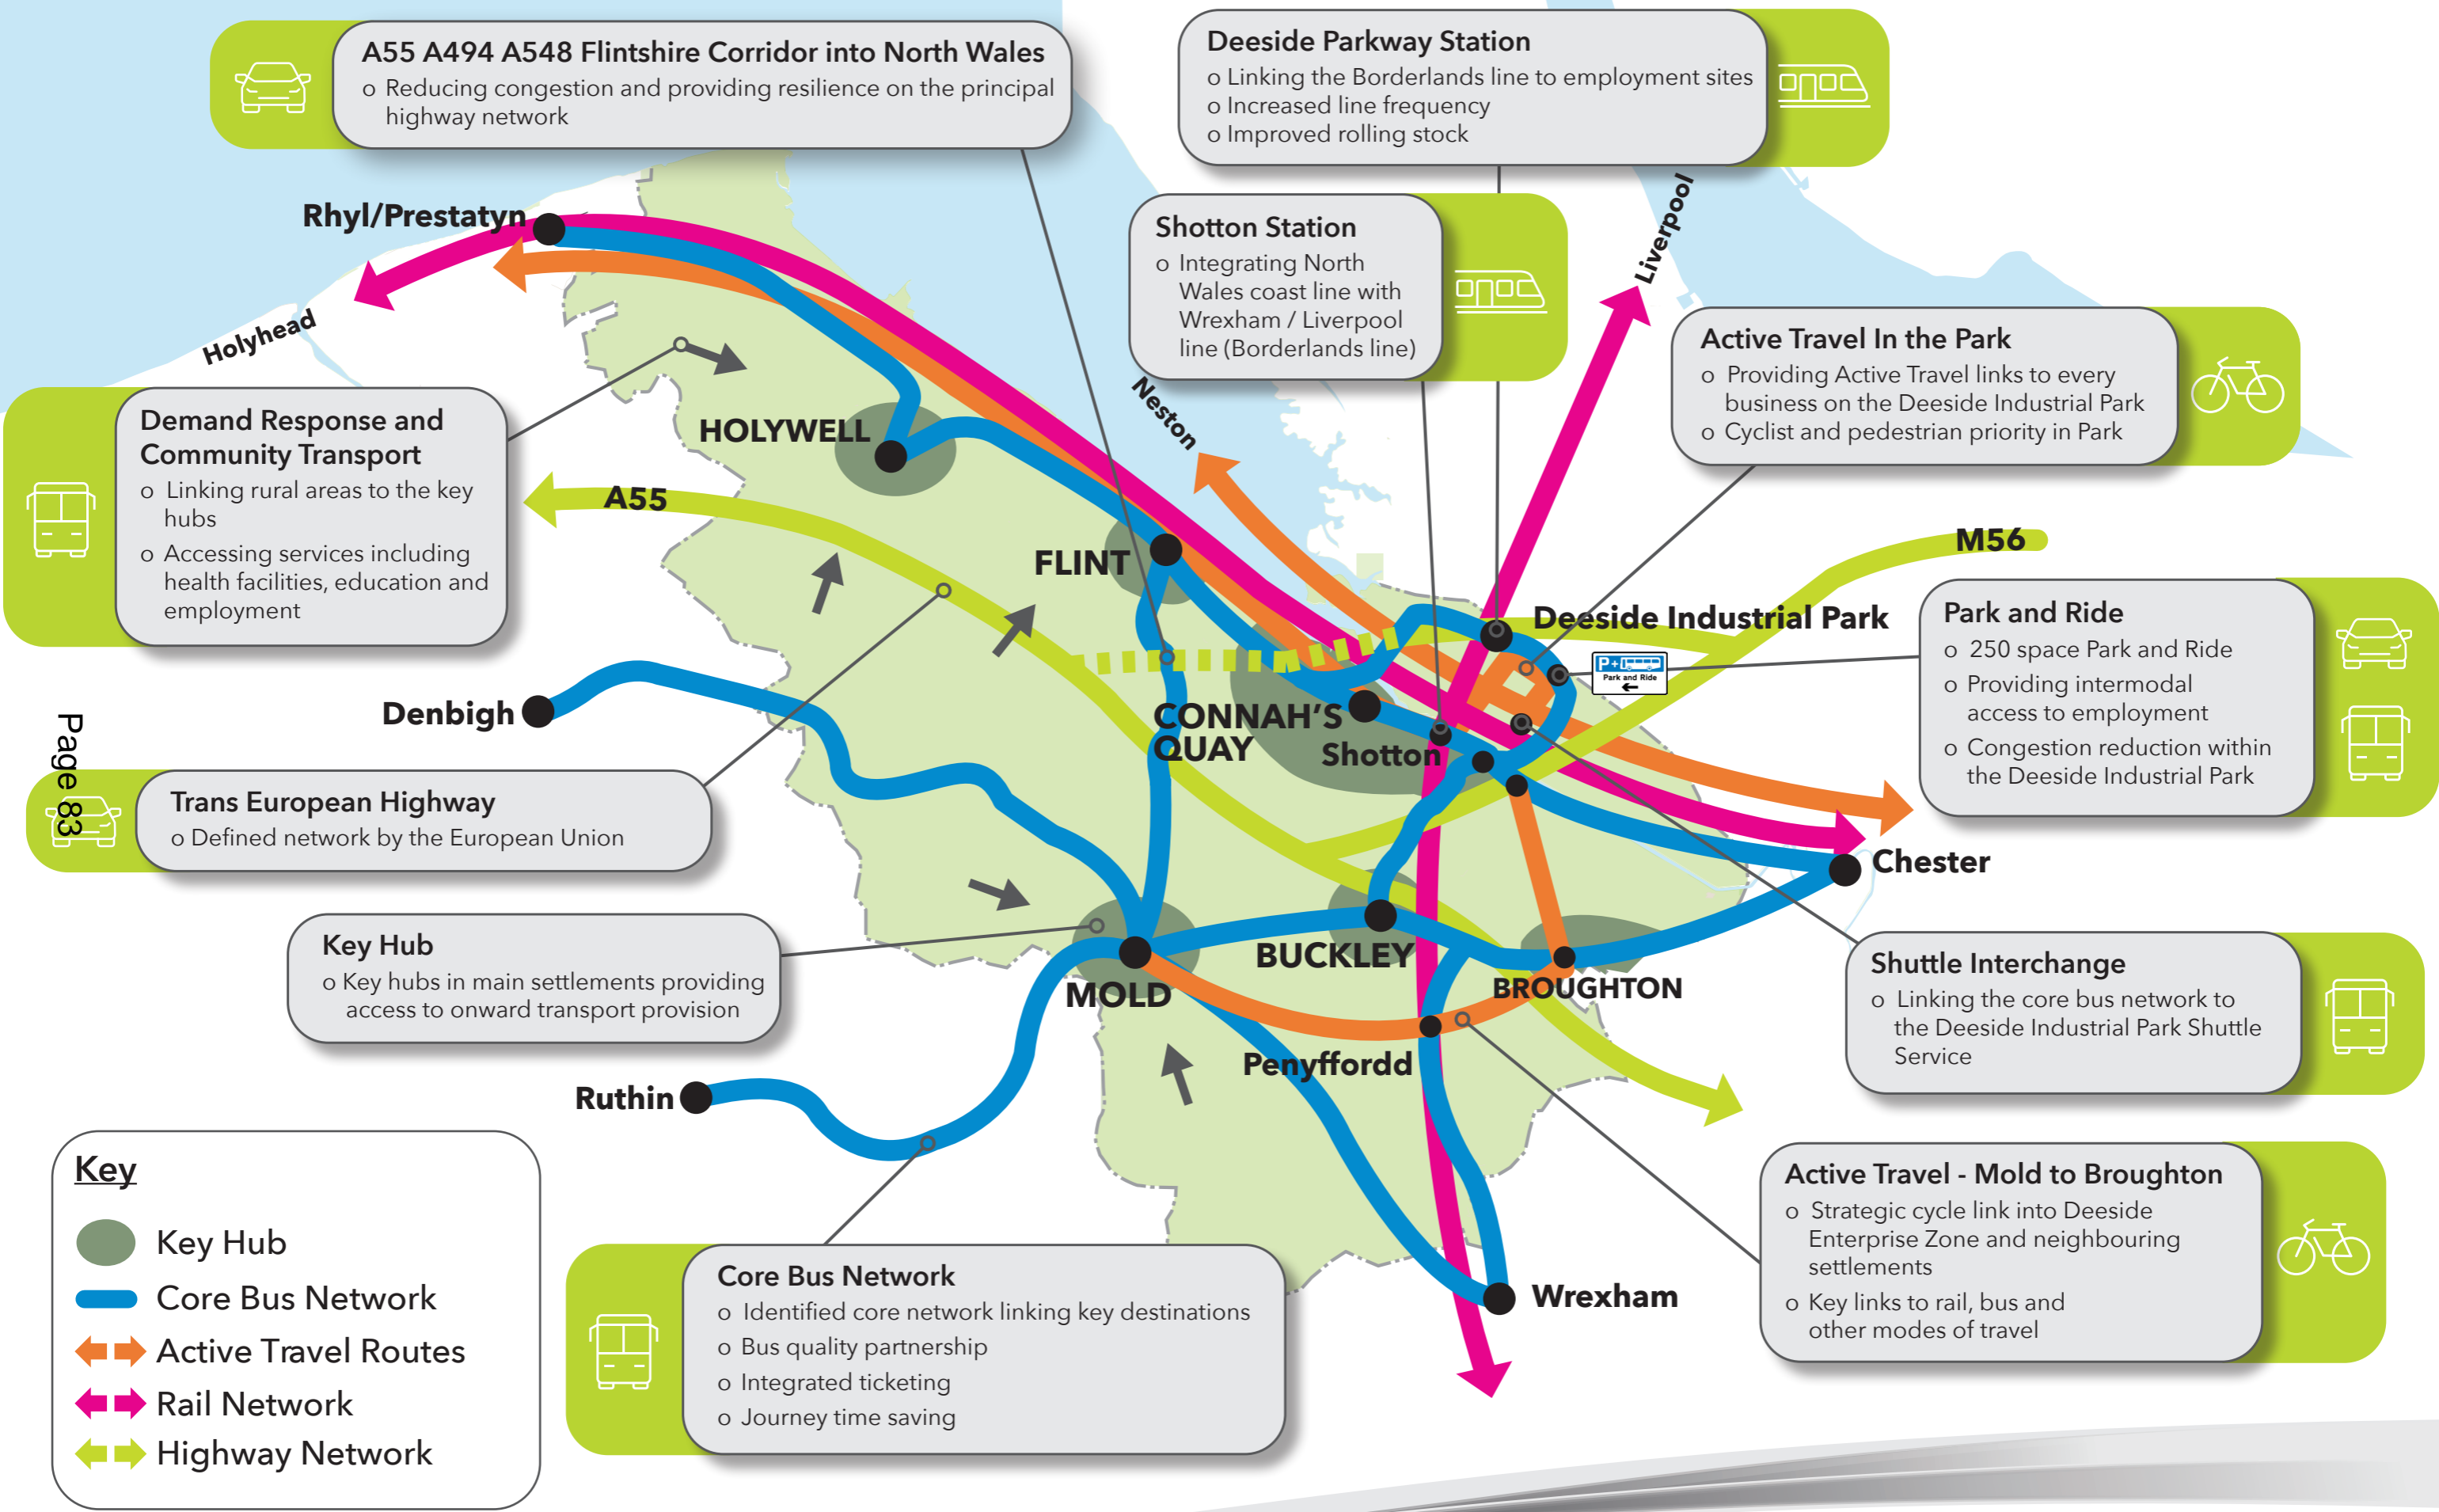 A55 A494 A548 Flintshire Corridor into North Wales
o Reducing congestion and providing resilience on the principal
highway network
Deeside Parkway Station
o Linking the Borderlands line to employment sites
o Increased line frequency
o Improved rolling stock
Shotton Station
o Integrating North
Wales coast line with
Wrexham / Liverpool
line (Borderlands line)
Liverpool
Rhyl/Prestatyn
Holyhead
Active Travel In the Park
o Providing Active Travel links to every
business on the Deeside Industrial Park
o Cyclist and pedestrian priority in Park
Neston
Demand Response and
Community Transport
o Linking rural areas to the key
hubs
o Accessing services including
health facilities, education and
employment
HOLYWELL
A55
FLINT
M56
Deeside Industrial Park
P+
Park and Ride
Park and Ride
o 250 space Park and Ride
o Providing intermodal
access to employment
o Congestion reduction within
the Deeside Industrial Park
Denbigh
CONNAH'S
QUAY
Shotton
Page 83
Trans European Highway
o Defined network by the European Union
Chester
Key Hub
o Key hubs in main settlements providing
access to onward transport provision
MOLD
BUCKLEY
BROUGHTON
Shuttle Interchange
o Linking the core bus network to
the Deeside Industrial Park Shuttle
Service
Penyffordd
Ruthin
Active Travel - Mold to Broughton
o Strategic cycle link into Deeside
Enterprise Zone and neighbouring
settlements
o Key links to rail, bus and
other modes of travel
Wrexham
Core Bus Network
o Identified core network linking key destinations
o Bus quality partnership
o Integrated ticketing
o Journey time saving
Key
Key Hub
Core Bus Network
Active Travel Routes
Rail Network
Highway Network